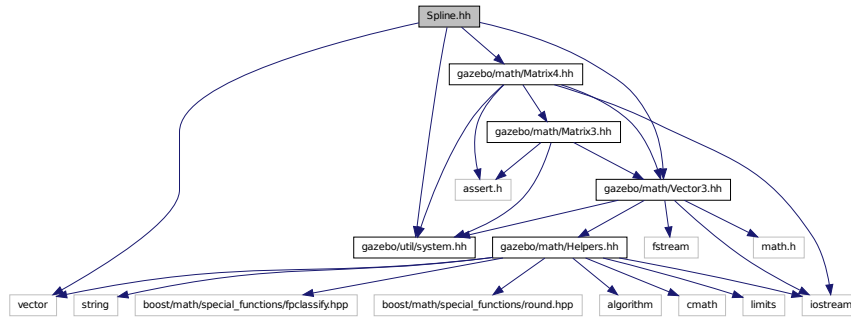 Spline.hh
gazebo/math/Matrix4.hh
gazebo/math/Matrix3.hh
assert.h
gazebo/math/Vector3.hh
gazebo/util/system.hh
gazebo/math/Helpers.hh
fstream
math.h
vector
string
boost/math/special_functions/fpclassify.hpp
boost/math/special_functions/round.hpp
algorithm
cmath
limits
iostream